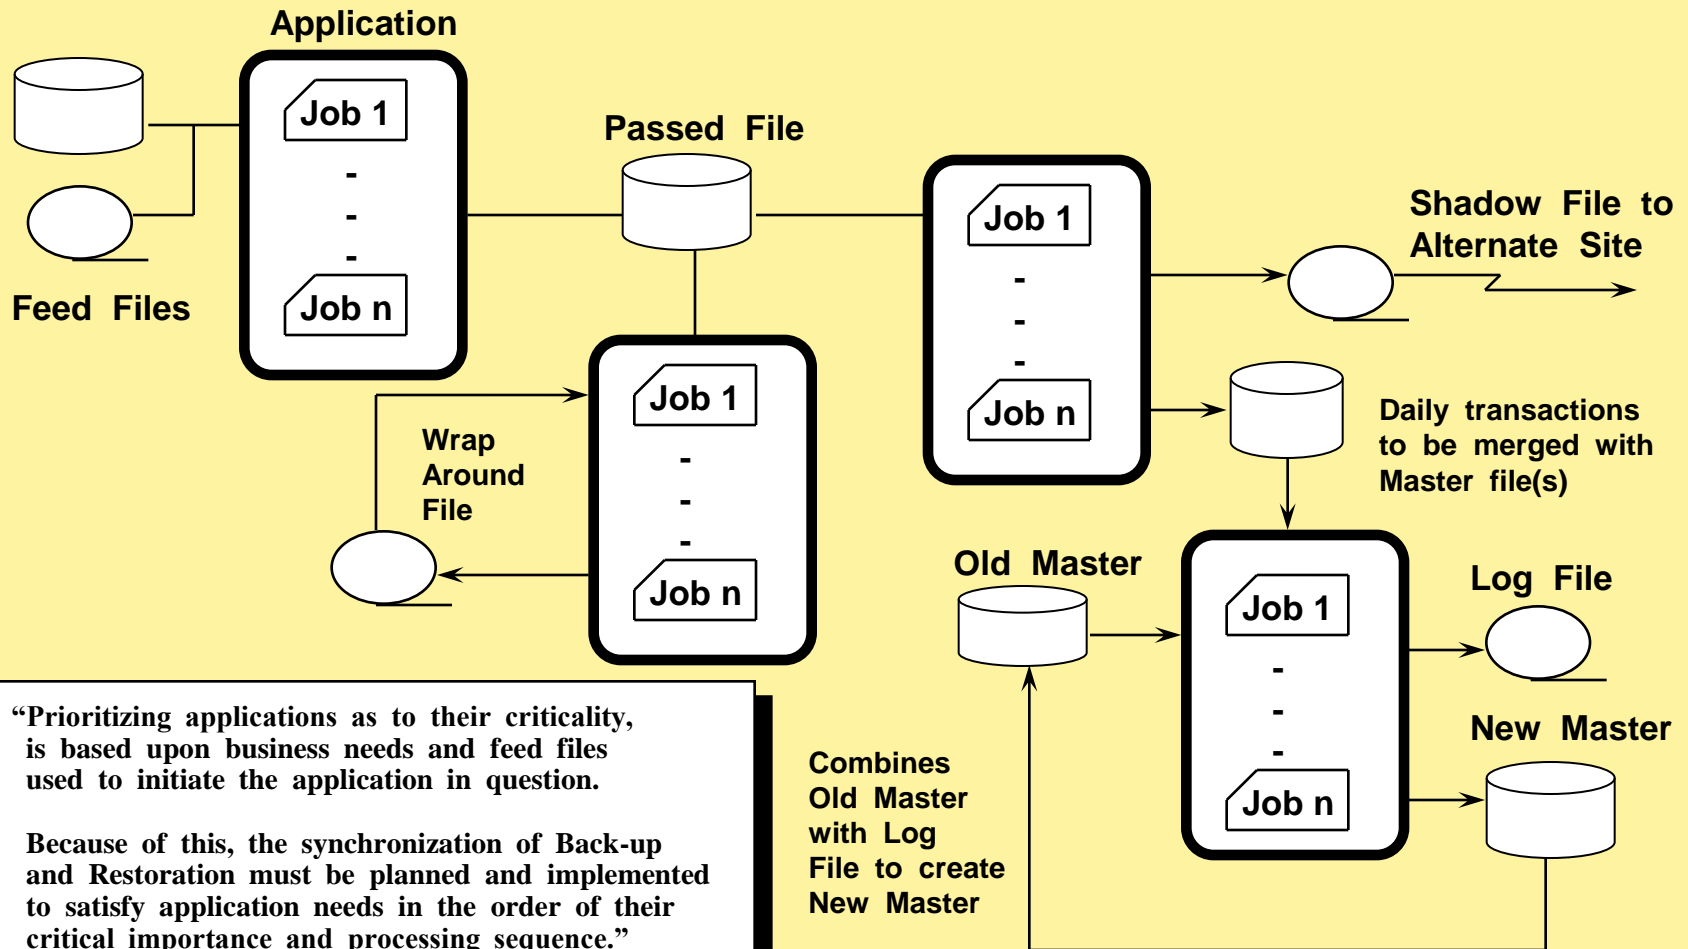 Application
Job 1
-
-
-
Job n
Feed Files
Passed File
Job 1
-
-
-
Job n
Wrap
Around
File
Job 1
-
-
-
Job n
Shadow File to
Alternate Site
Daily transactions
to be merged with
Master file(s)
Old Master
Job 1
-
-
-
Job n
Log File
New Master
Combines
Old Master
with Log
File to create
New Master
“Prioritizing applications as to their criticality,
is based upon business needs and feed files
used to initiate the application in question.
Because of this, the synchronization of Back-up
and Restoration must be planned and implemented
to satisfy application needs in the order of their
critical importance and processing sequence.”